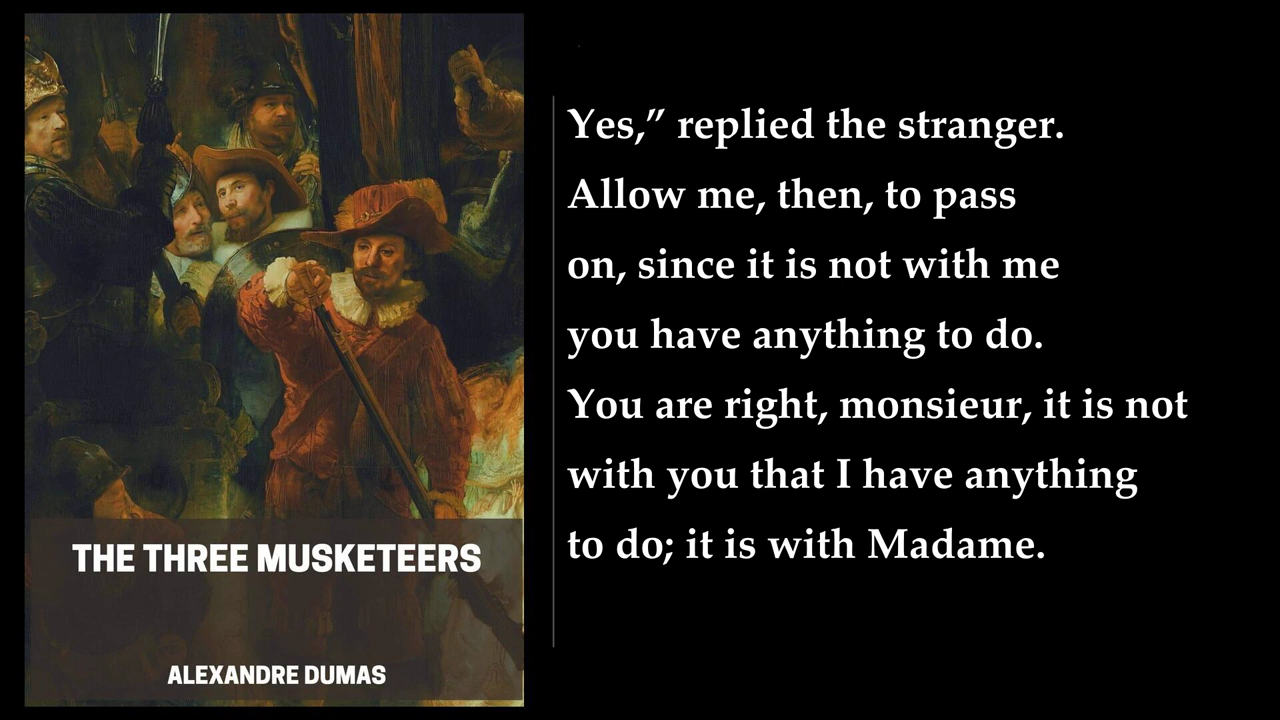 THE THREE MUSKETEERS
ALEXANDRE DUMAS
Yes,” replied the stranger.
Allow me, then, to pass
on, since it is not with me
you have anything to do.
You are right, monsieur, it is not
with you that I have anything
to do; it is with Madame.